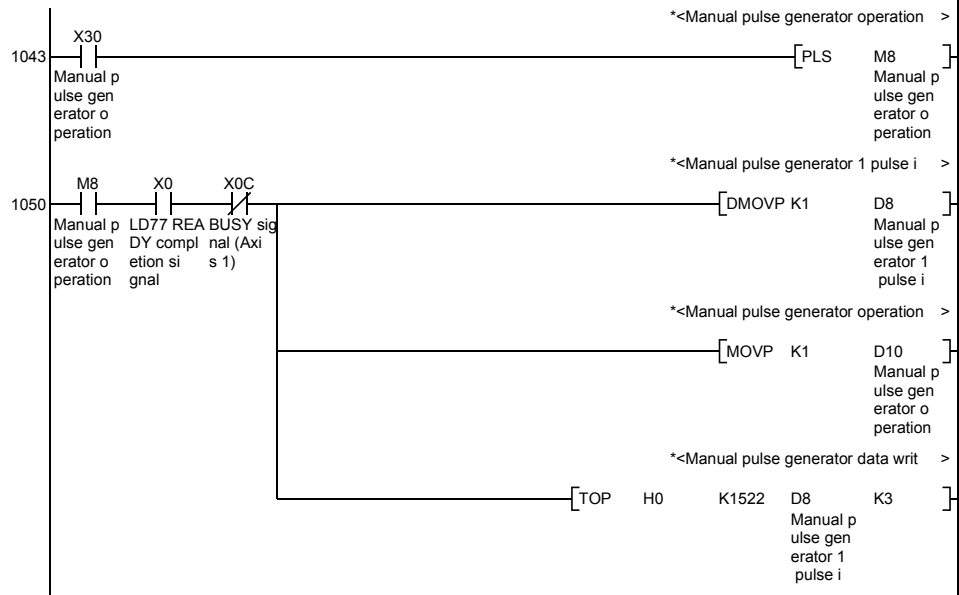 *<Manual pulse generator operation >
X30
1043
PLS M8
Manual p
ulse gen
erator o
peration
Manual p
ulse gen
erator o
peration
*<Manual pulse generator 1 pulse i >
M8 X0 X0C
1050
DMOVP K1 D8
Manual p
ulse gen
erator o
peration
LD77 REA
DY compl
etion si
gnal
BUSY sig
nal (Axi
s 1)
Manual p
ulse gen
erator 1
pulse i
*<Manual pulse generator operation >
MOVP K1 D10
Manual p
ulse gen
erator o
peration
*<Manual pulse generator data writ >
TOP H0 K1522 D8 K3
Manual p
ulse gen
erator 1
pulse i